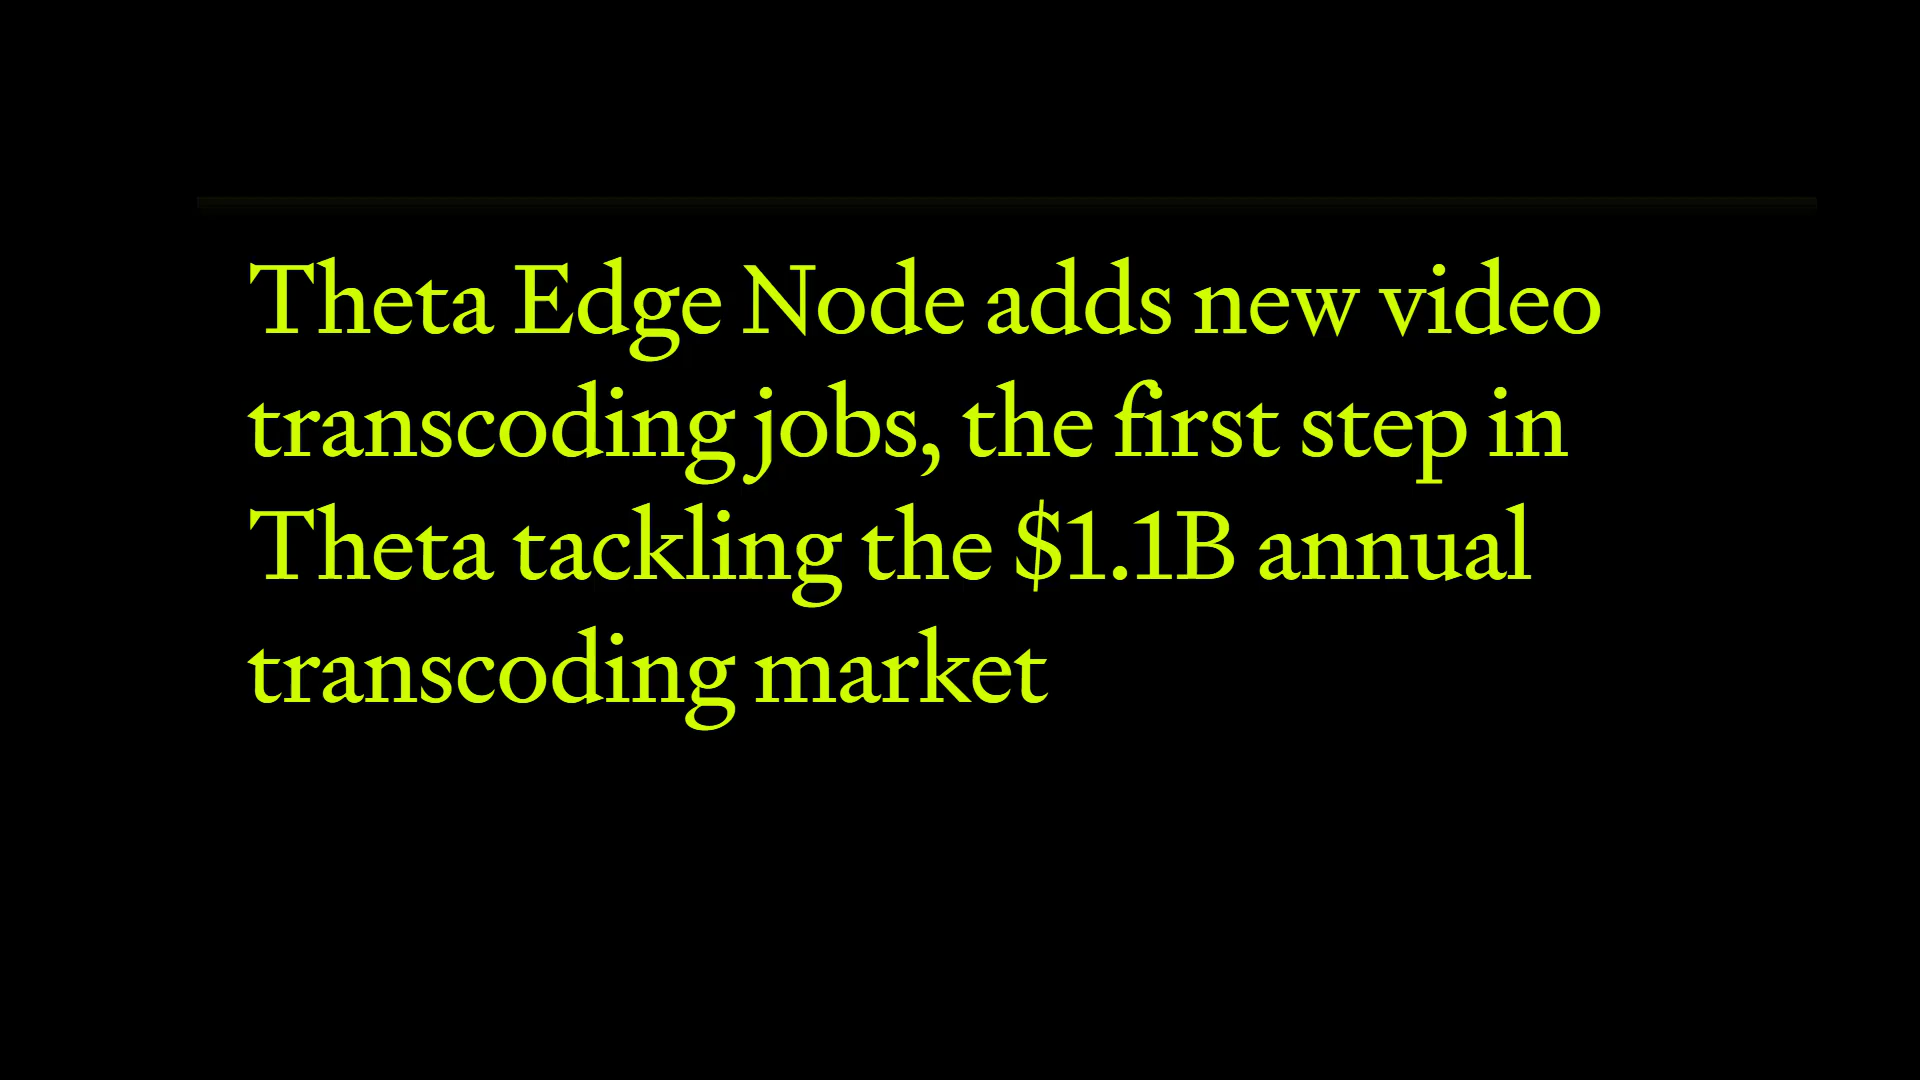 Theta Edge Node adds new video
transcoding jobs, the first step in
Theta tackling the $1.1B annual
transcoding market